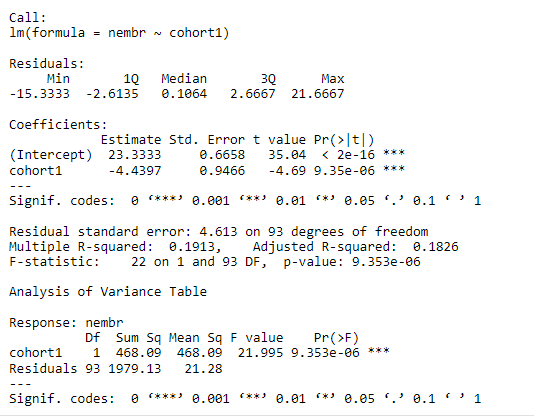 Call:
lm(formula = nembr ~ cohort1)
Residuals:
     Min       1Q   Median       3Q      Max
-15.3333  -2.6135   0.1064   2.6667  21.6667
Coefficients:
            Estimate Std. Error t value Pr(>|t|)
(Intercept)  23.3333     0.6658   35.04  < 2e-16 ***
cohort1      -4.4397     0.9466   -4.69 9.35e-06 ***
---
Signif. codes:  0 ‘***’ 0.001 ‘**’ 0.01 ‘*’ 0.05 ‘.’ 0.1 ‘ ’ 1
Residual standard error: 4.613 on 93 degrees of freedom
Multiple R-squared:  0.1913,    Adjusted R-squared:  0.1826
F-statistic:    22 on 1 and 93 DF,  p-value: 9.353e-06
Analysis of Variance Table
Response: nembr
          Df  Sum Sq Mean Sq F value    Pr(>F)
cohort1    1  468.09  468.09  21.995 9.353e-06 ***
Residuals 93 1979.13   21.28
---
Signif. codes:  0 ‘***’ 0.001 ‘**’ 0.01 ‘*’ 0.05 ‘.’ 0.1 ‘ ’ 1